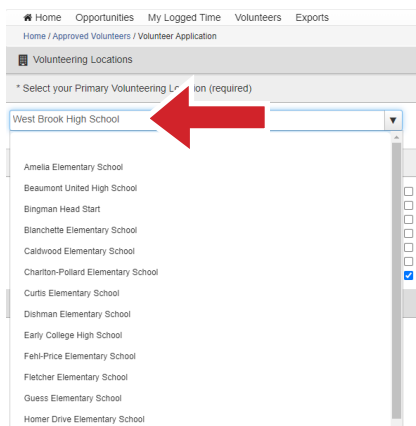 Home Opportunities My Logged Time Volunteers Exports
Home / Approved Volunteers / Volunteer Application
Volunteering Locations
* Select your Primary Volunteering Lo ion (required)
West Brook High School
Amelia Elementary School
Beaumont United High School
Bingman Head Start
Blanchette Elementary School
Caldwood Elementary School
Charlton-Pollard Elementary School
Curtis Elementary School
Dishman Elementary School
Early College High School
Fehl-Price Elementary School
Fletcher Elementary School
Guess Elementary School
Homer Drive Elementary School